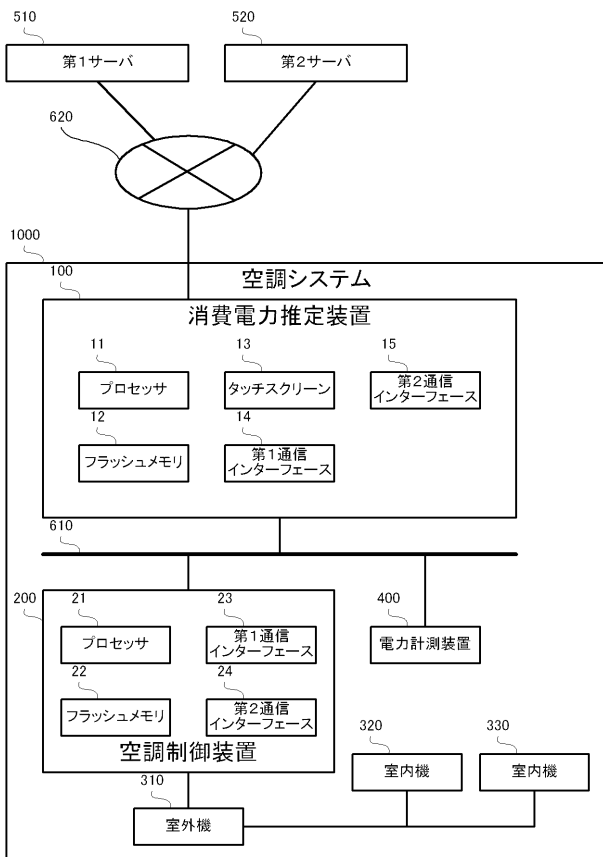 510
第1サーバ
520
第2サーバ
620
1000
空調システム
100
消費電力推定装置
11
プロセッサ
13
タッチスクリーン
15
第2通信
インターフェース
12
フラッシュメモリ
14
第1通信
インターフェース
610
200
21
プロセッサ
23
第1通信
インターフェース
400
電力計測装置
22
フラッシュメモリ
24
第2通信
インターフェース
空調制御装置
310
室外機
320
室内機
330
室内機